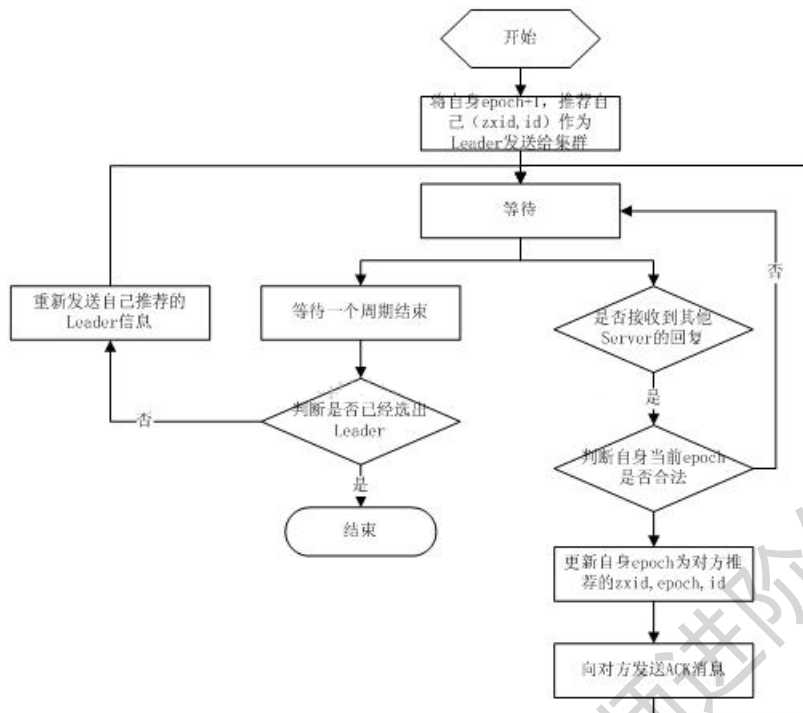 开始
将自身epoch+1，推荐自
己（zxid,id）作为
Leader发送给集群
等待
否
重新发送自己推荐的
Leader信息
等待一个周期结束
是否接收到其他
Server的回复
是
否
判断是否已经选出
Leader
判断自身当前epoch
是否合法
是
结束
更新自身epoch为对方推
荐的zxid,epoch,id
向对方发送ACK消息
师进阶